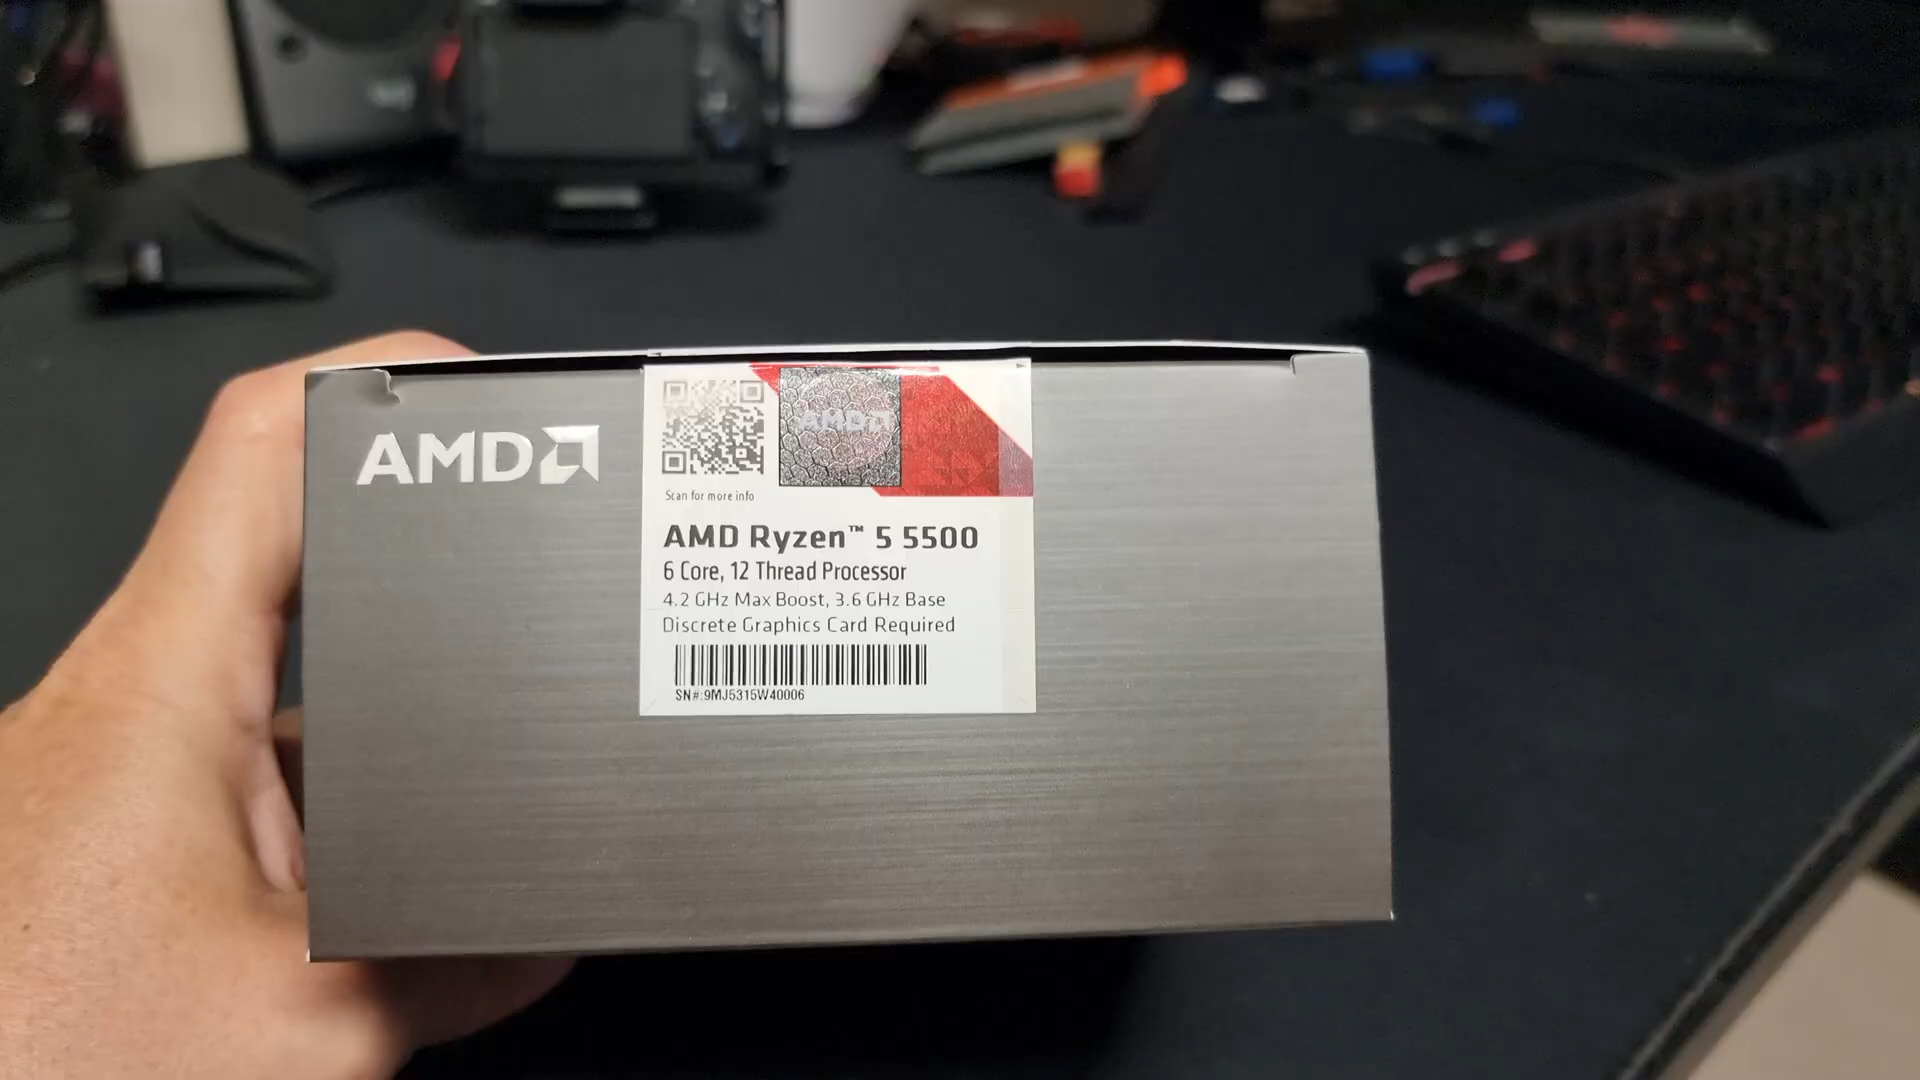 AMD
AMD
Scan for more info
AMD Ryzen™ 5 5500
6 Core, 12 Thread Processor
4.2 GHz Max Boost, 3.6 GHz Base
Discrete Graphics Card Required
SN#:9MJ5315W40006